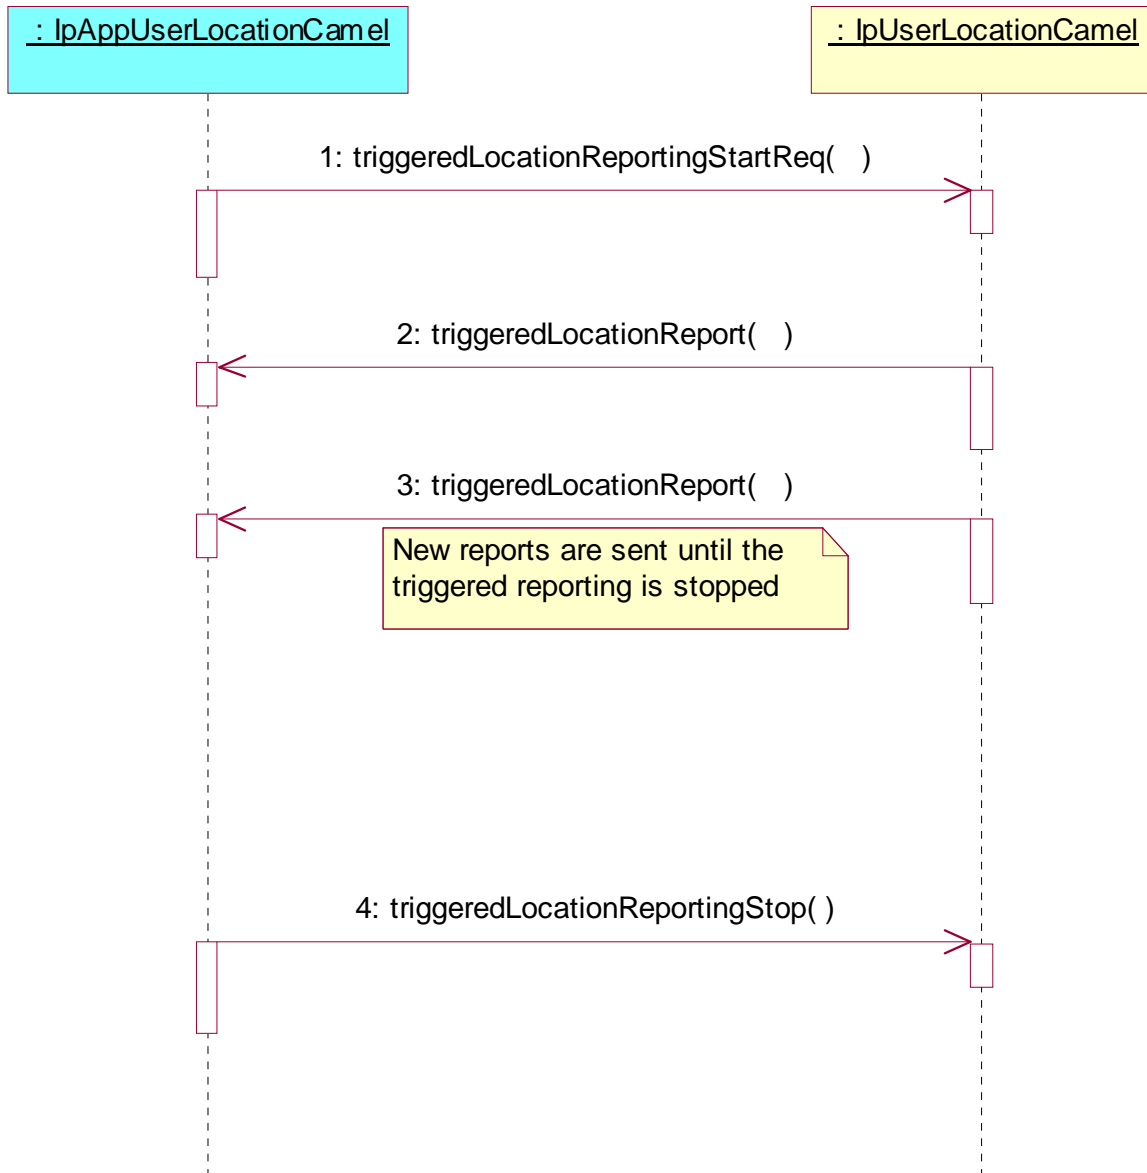 : IpAppUserLocationCamel
: IpUserLocationCamel
1: triggeredLocationReportingStartReq( )
2: triggeredLocationReport( )
3: triggeredLocationReport( )
New reports are sent until the
triggered reporting is stopped
4: triggeredLocationReportingStop( )